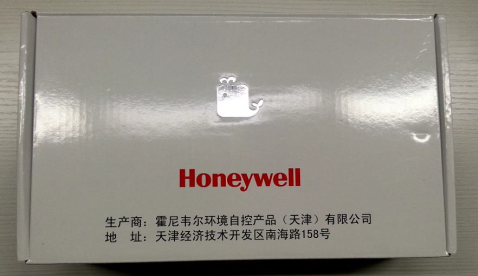 Honeywell
生产商：霍尼韦尔环境自控产品（天津）有限公司
地 址：天津经济技术开发区南海路158号